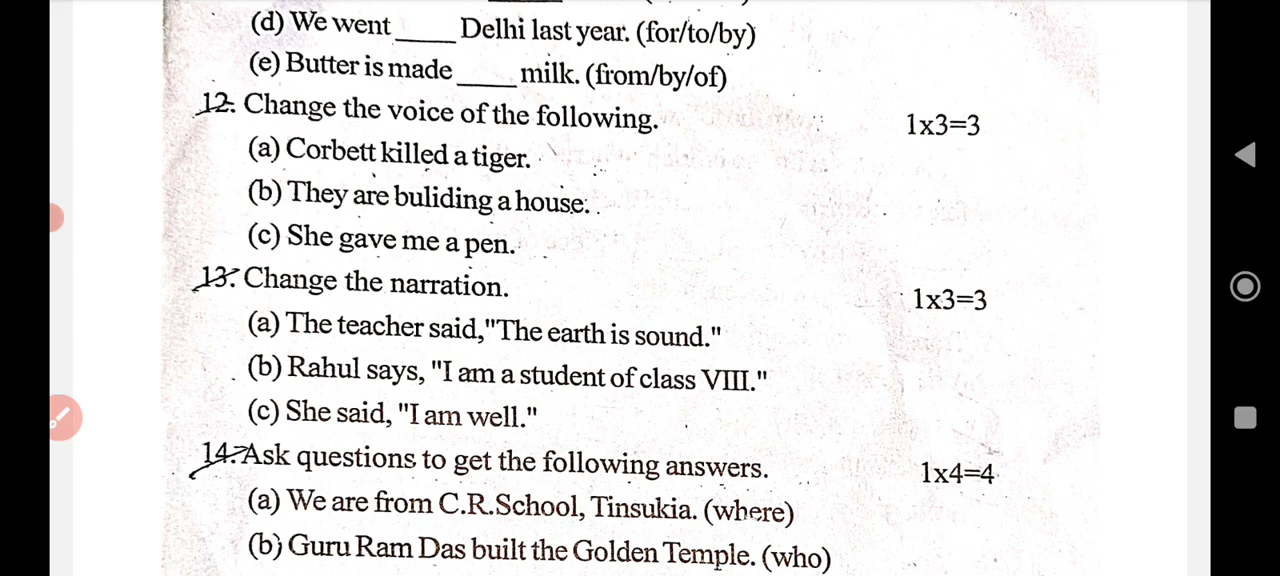 (d) We went ____ Delhi last year. (for/to/by)
(e) Butter is made ____ milk. (from/by/of)
12. Change the voice of the following. 1x3=3
(a) Corbett killed a tiger.
(b) They are buliding a house.
(c) She gave me a pen.
13. Change the narration. 1x3=3
(a) The teacher said,"The earth is sound."
(b) Rahul says, "I am a student of class VIII."
(c) She said, "I am well."
14. Ask questions to get the following answers. 1x4=4
(a) We are from C.R.School, Tinsukia. (where)
(b) Guru Ram Das built the Golden Temple. (who)